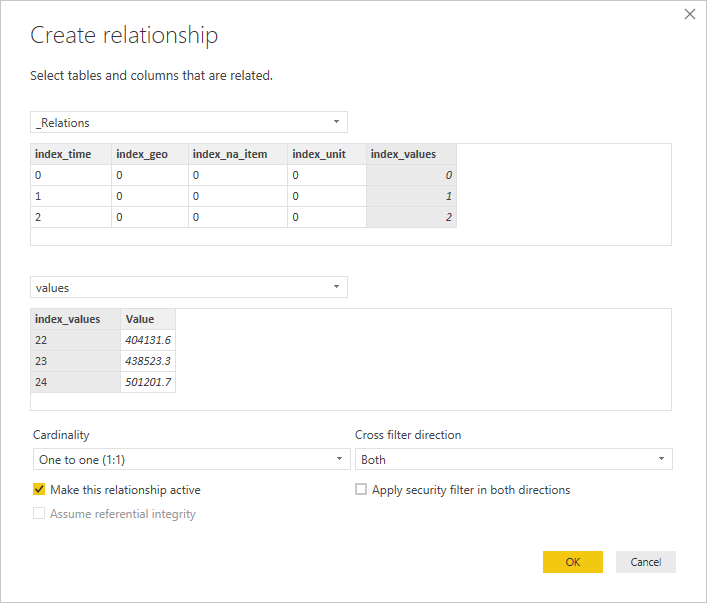 Create relationship
Select tables and columns that are related.
_Relations
index_time index_geo index_na_item index_unit index_values
0 0 0 0 0
1 0 0 0 1
2 0 0 0 2
values
index_values Value
22 404131.6
23 438523.3
24 501201.7
Cardinality Cross filter direction
One to one (1:1) Both
Make this relationship active Apply security filter in both directions
Assume referential integrity
OK Cancel